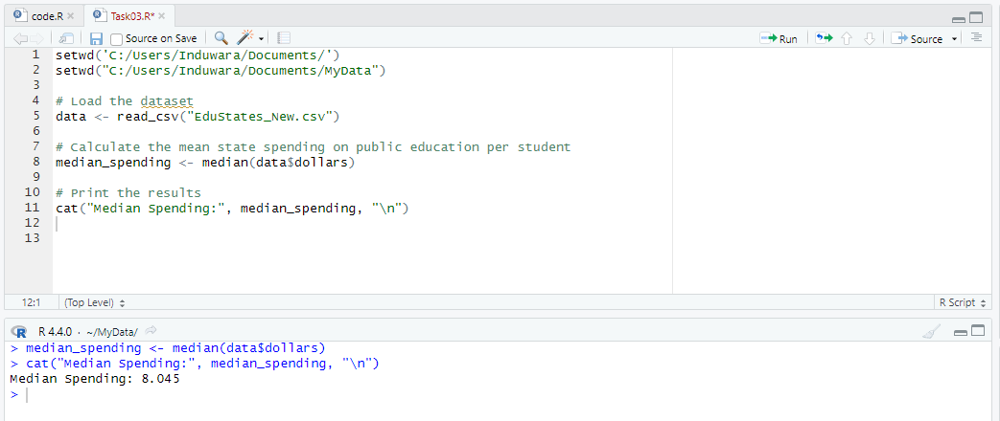 code.R
Task03.R*
Source on Save
Run
Source
1 setwd('C:/Users/Induwara/Documents/')
2 setwd("C:/Users/Induwara/Documents/MyData")
3
4 # Load the dataset
5 data <- read_csv("EduStates_New.csv")
6
7 # Calculate the mean state spending on public education per student
8 median_spending <- median(data$dollars)
9
10 # Print the results
11 cat("Median Spending:", median_spending, "\n")
12
13
12:1 (Top Level) R Script
R 4.4.0 · ~/MyData/
> median_spending <- median(data$dollars)
> cat("Median Spending:", median_spending, "\n")
Median Spending: 8.045
>